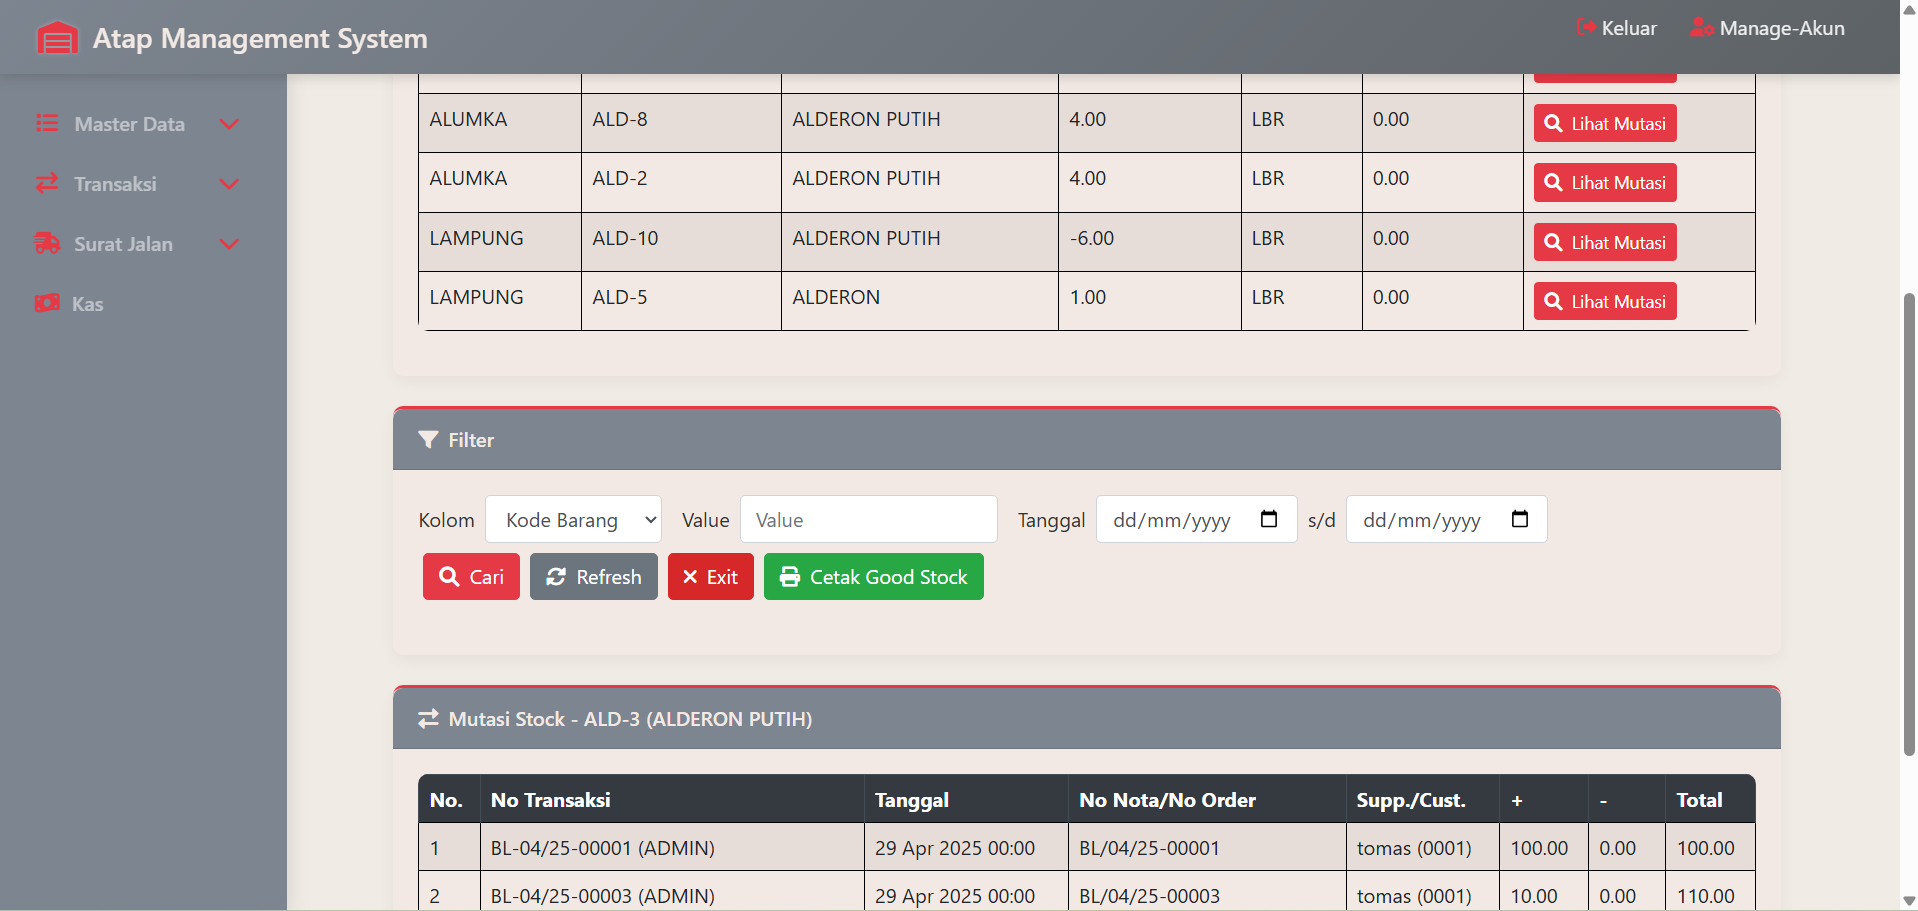 Atap Management System
Keluar
Manage-Akun
Master Data
Transaksi
Surat Jalan
Kas
ALUMKA ALD-8 ALDERON PUTIH 4.00 LBR 0.00 Lihat Mutasi
ALUMKA ALD-2 ALDERON PUTIH 4.00 LBR 0.00 Lihat Mutasi
LAMPUNG ALD-10 ALDERON PUTIH -6.00 LBR 0.00 Lihat Mutasi
LAMPUNG ALD-5 ALDERON 1.00 LBR 0.00 Lihat Mutasi
Filter
Kolom Kode Barang Value Value Tanggal dd/mm/yyyy s/d dd/mm/yyyy
Cari Refresh Exit Cetak Good Stock
Mutasi Stock - ALD-3 (ALDERON PUTIH)
No. No Transaksi Tanggal No Nota/No Order Supp./Cust. + - Total
1 BL-04/25-00001 (ADMIN) 29 Apr 2025 00:00 BL/04/25-00001 tomas (0001) 100.00 0.00 100.00
2 BL-04/25-00003 (ADMIN) 29 Apr 2025 00:00 BL/04/25-00003 tomas (0001) 10.00 0.00 110.00